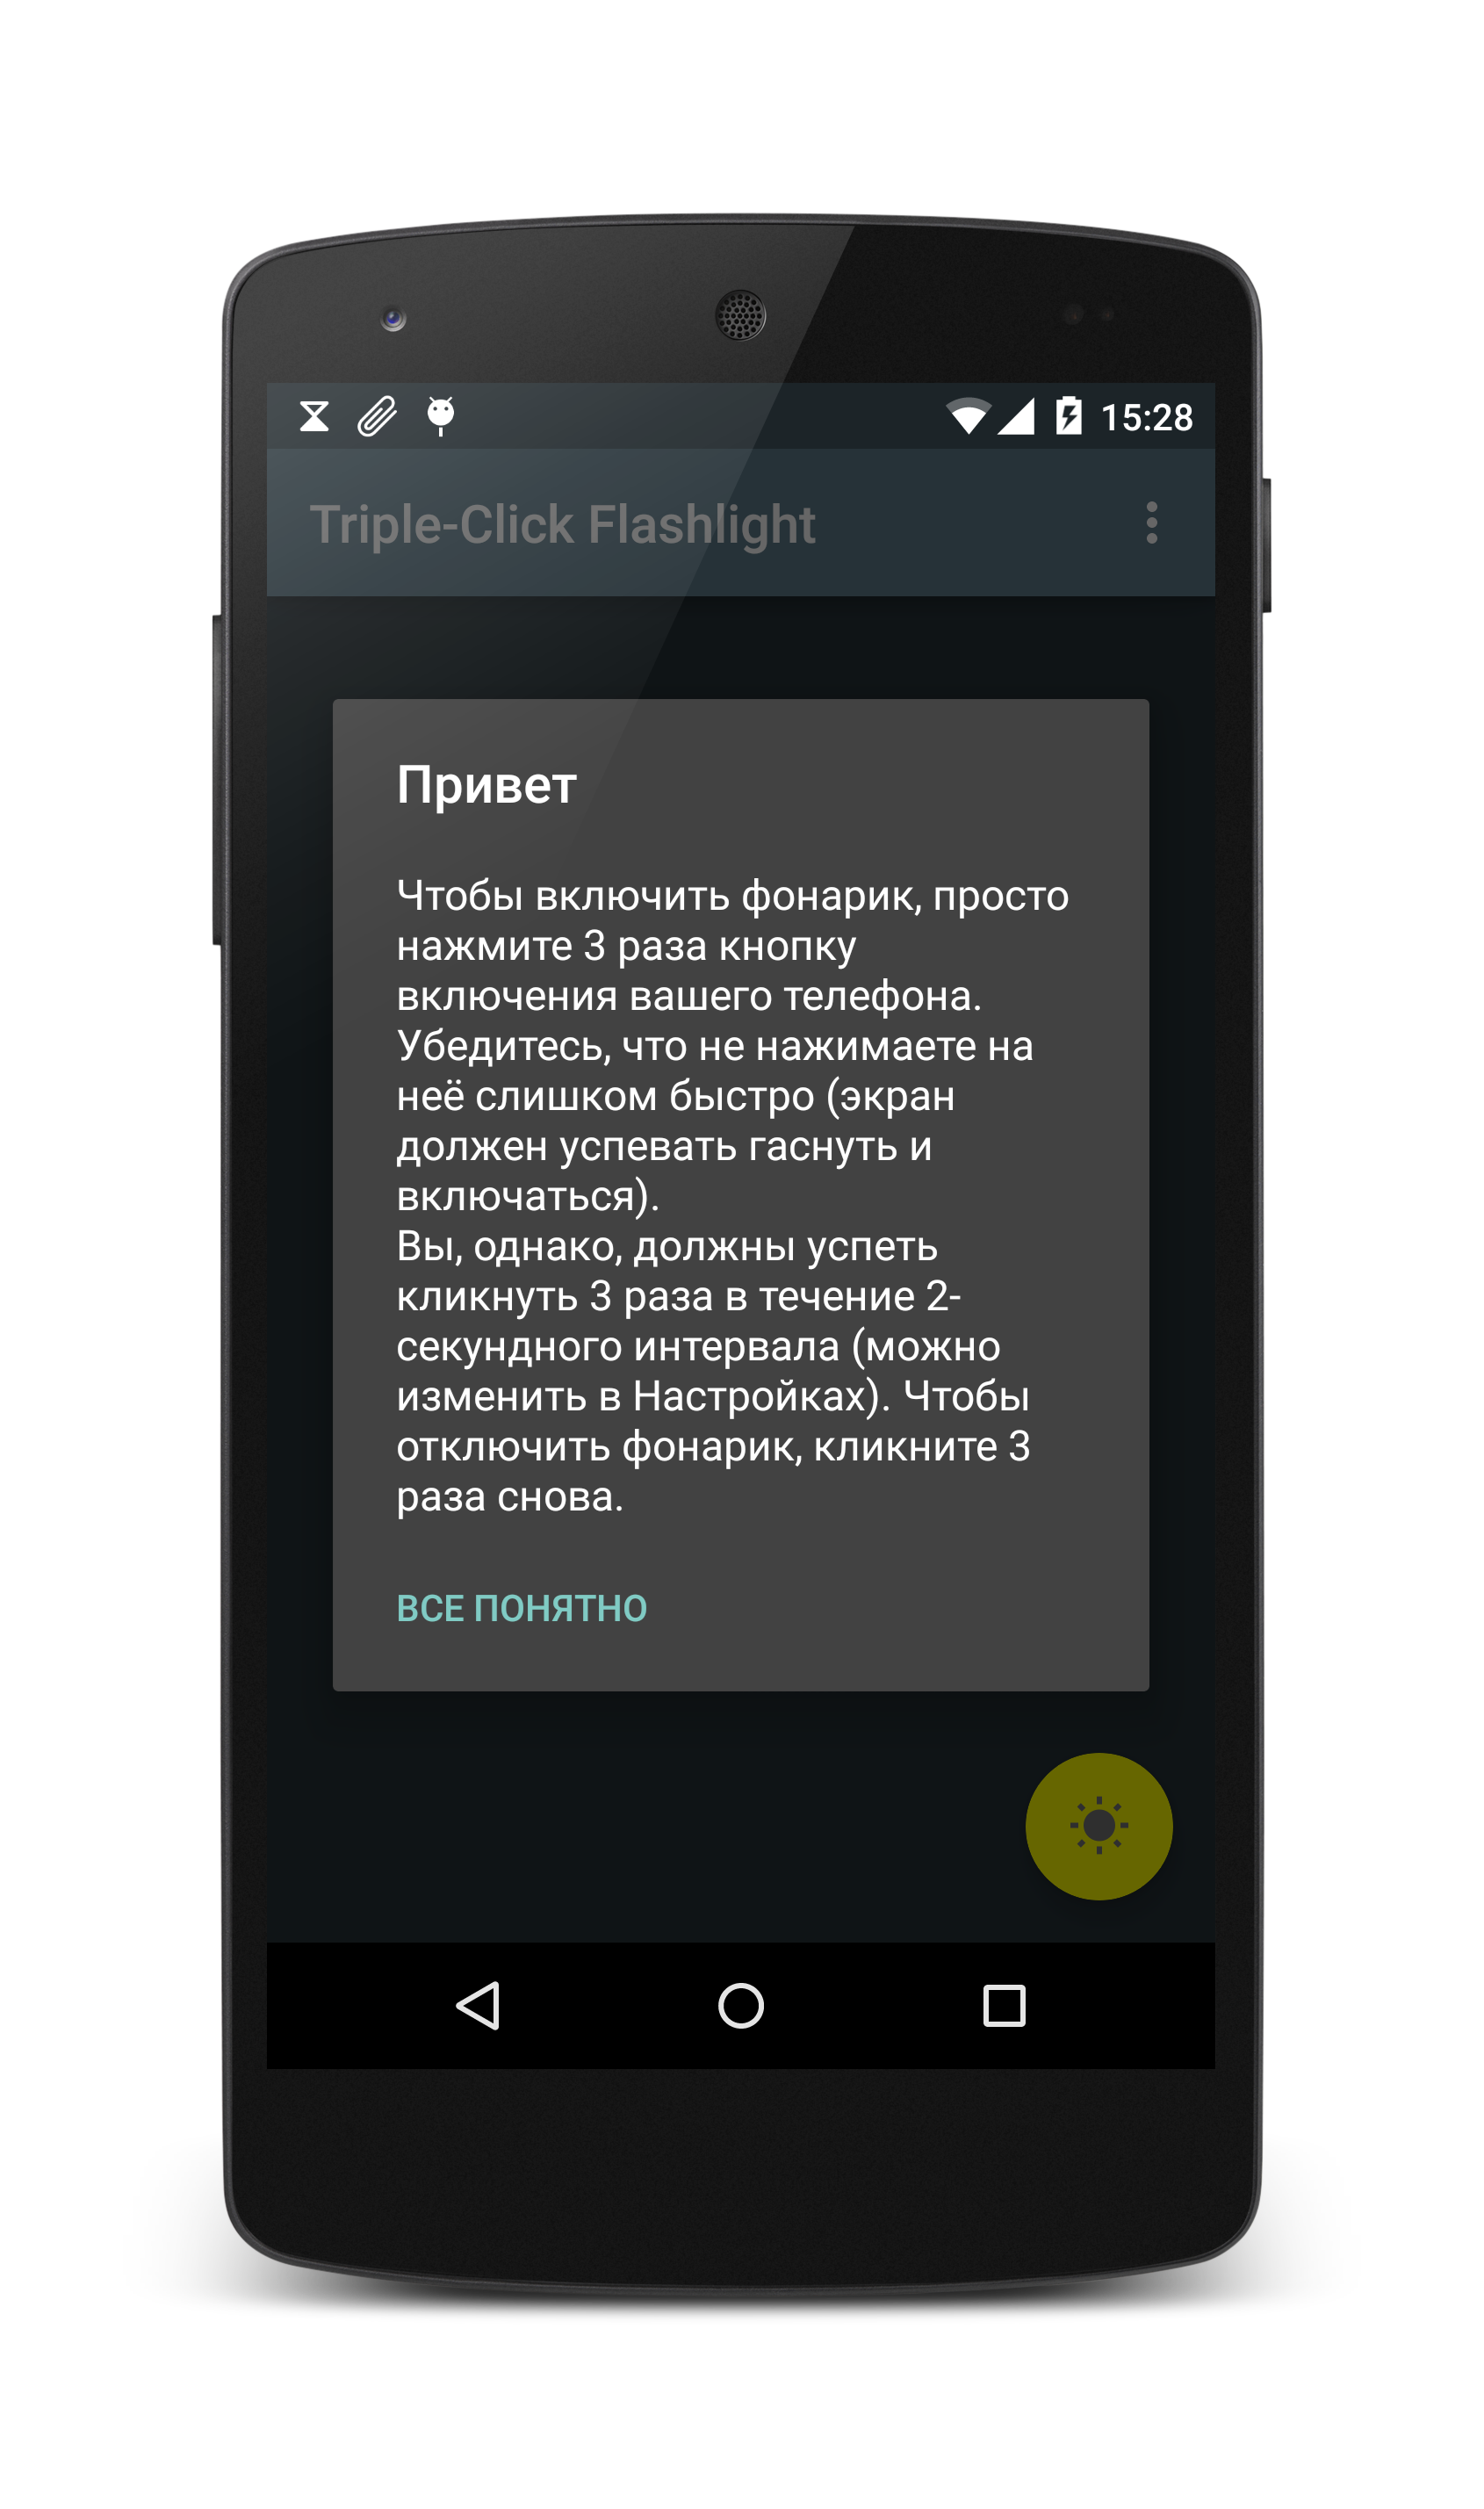 15:28
Triple-Click Flashlight
Привет
Чтобы включить фонарик, просто
нажмите 3 раза кнопку
включения вашего телефона.
Убедитесь, что не нажимаете на
неё слишком быстро (экран
должен успевать гаснуть и
включаться).
Вы, однако, должны успеть
кликнуть 3 раза в течение 2-
секундного интервала (можно
изменить в Настройках). Чтобы
отключить фонарик, кликните 3
раза снова.
ВСЕ ПОНЯТНО